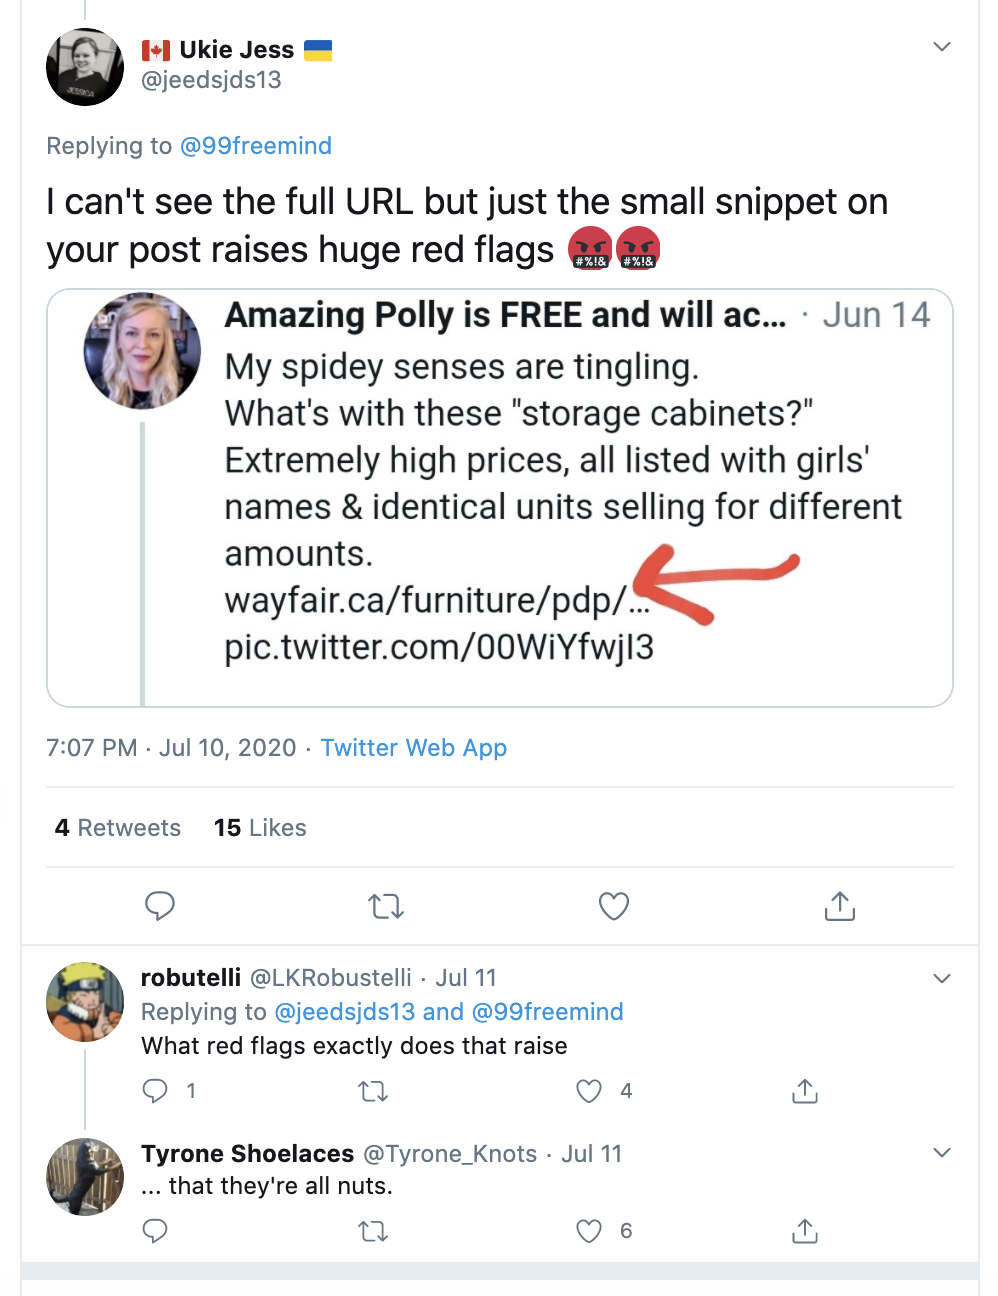 Ukie Jess
@jeedsjds13
Replying to @99freemind
I can't see the full URL but just the small snippet on
your post raises huge red flags
Amazing Polly is FREE and will ac... · Jun 14
My spidey senses are tingling.
What's with these "storage cabinets?"
Extremely high prices, all listed with girls'
names & identical units selling for different
amounts.
wayfair.ca/furniture/pdp/...
pic.twitter.com/00WiYfwjI3
7:07 PM · Jul 10, 2020 · Twitter Web App
4 Retweets 15 Likes
robutelli @LKRobustelli · Jul 11
Replying to @jeedsjds13 and @99freemind
What red flags exactly does that raise
1 4
Tyrone Shoelaces @Tyrone_Knots · Jul 11
... that they're all nuts.
6